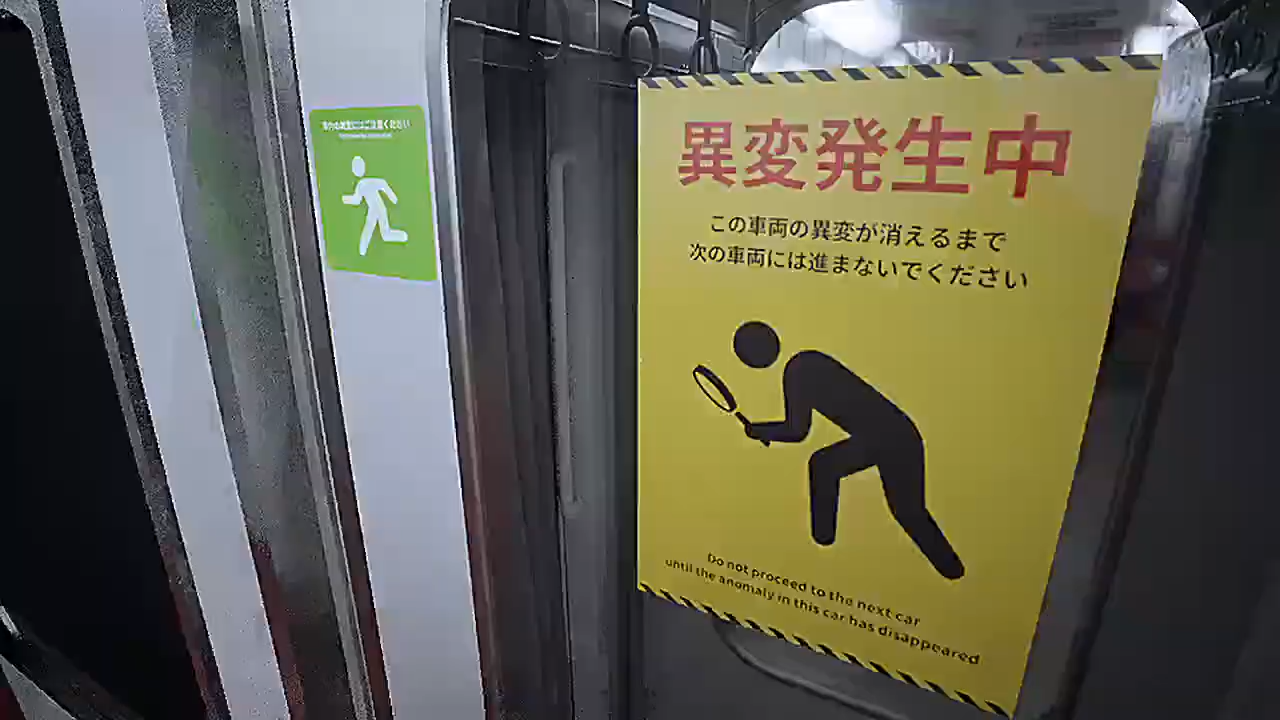 異変発生中
この車両の異変が消えるまで
次の車両には進まないでください
Do not proceed to the next car
until the anomaly in this car has disappeared